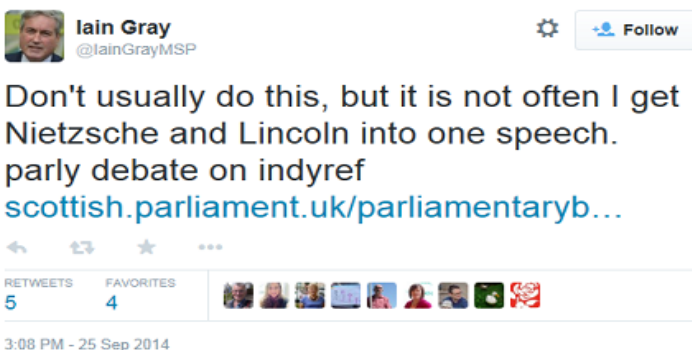 Iain Gray
@IainGrayMSP
Follow
Don't usually do this, but it is not often I get
Nietzsche and Lincoln into one speech.
parly debate on indyref
scottish.parliament.uk/parliamentaryb...
RETWEETS FAVORITES
5 4
3:08 PM - 25 Sep 2014